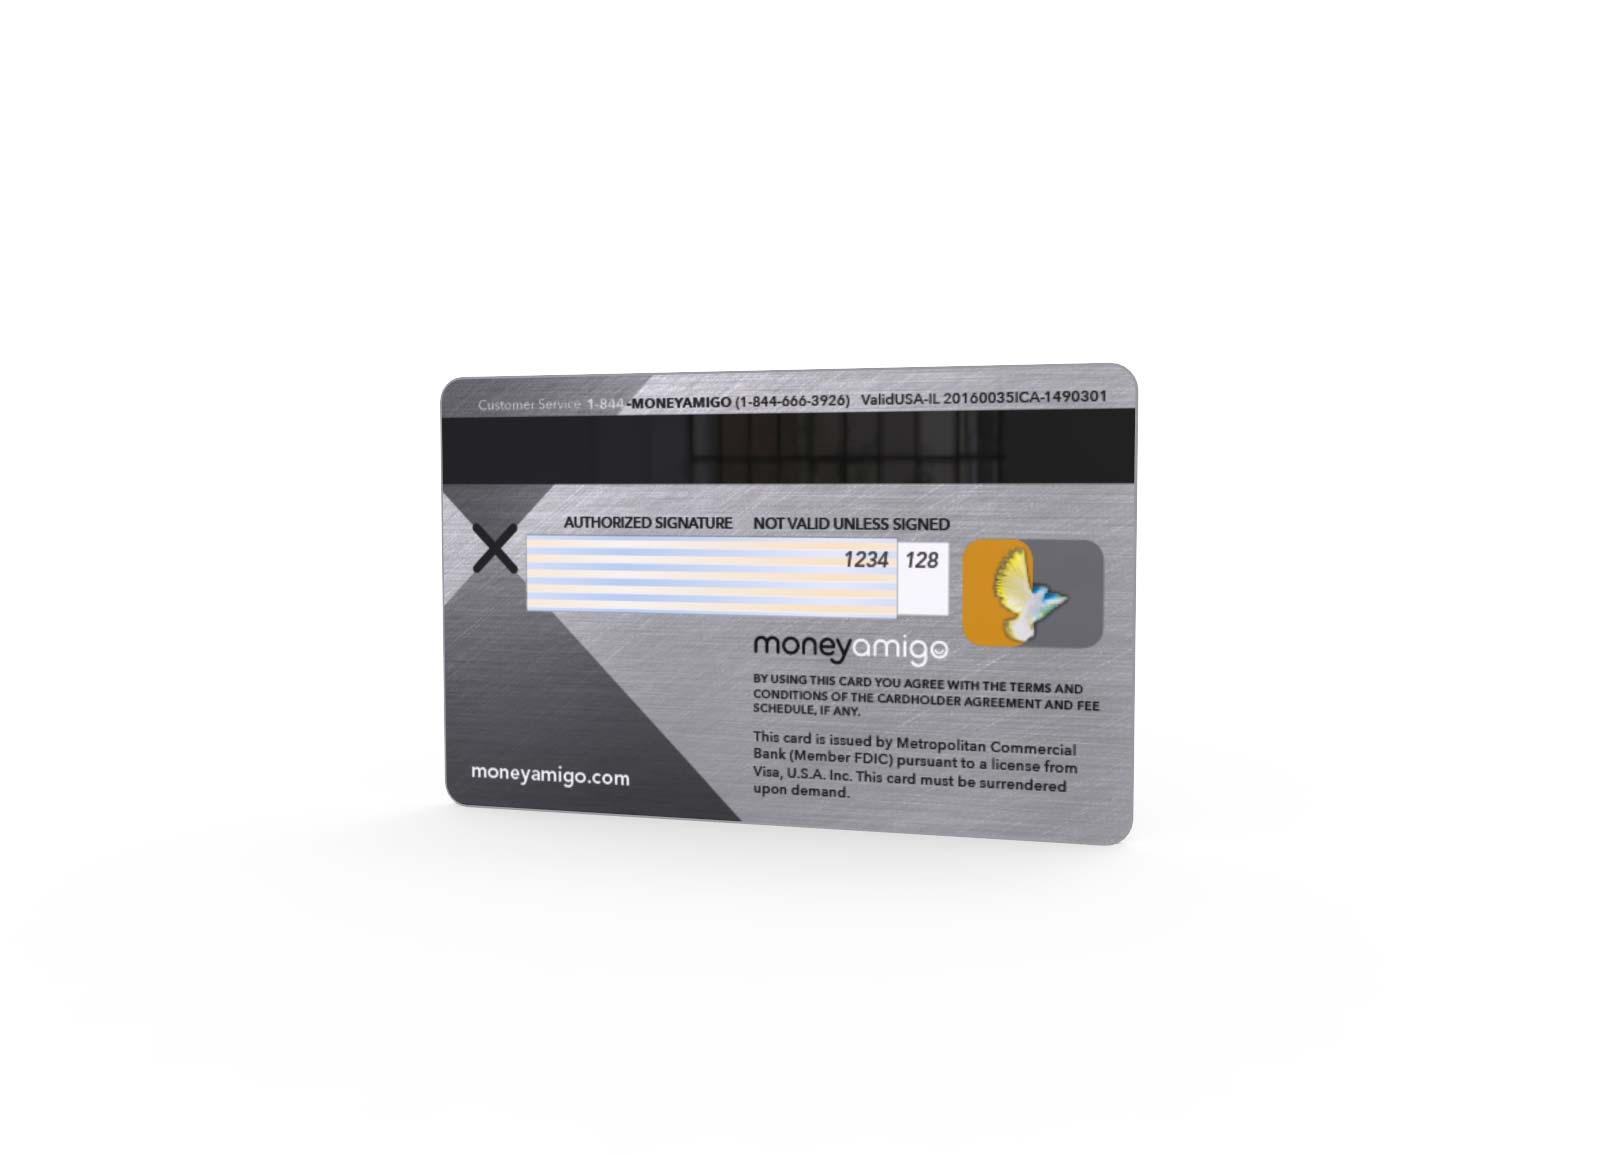 Customer Service 1-844-MONEYAMIGO (1-844-666-3926) ValidUSA-IL 20160035ICA-1490301
AUTHORIZED SIGNATURE NOT VALID UNLESS SIGNED
1234 128
moneyamigo
BY USING THIS CARD YOU AGREE WITH THE TERMS AND
CONDITIONS OF THE CARDHOLDER AGREEMENT AND FEE
SCHEDULE, IF ANY.
This card is issued by Metropolitan Commercial
Bank (Member FDIC) pursuant to a license from
Visa, U.S.A. Inc. This card must be surrendered
upon demand.
moneyamigo.com